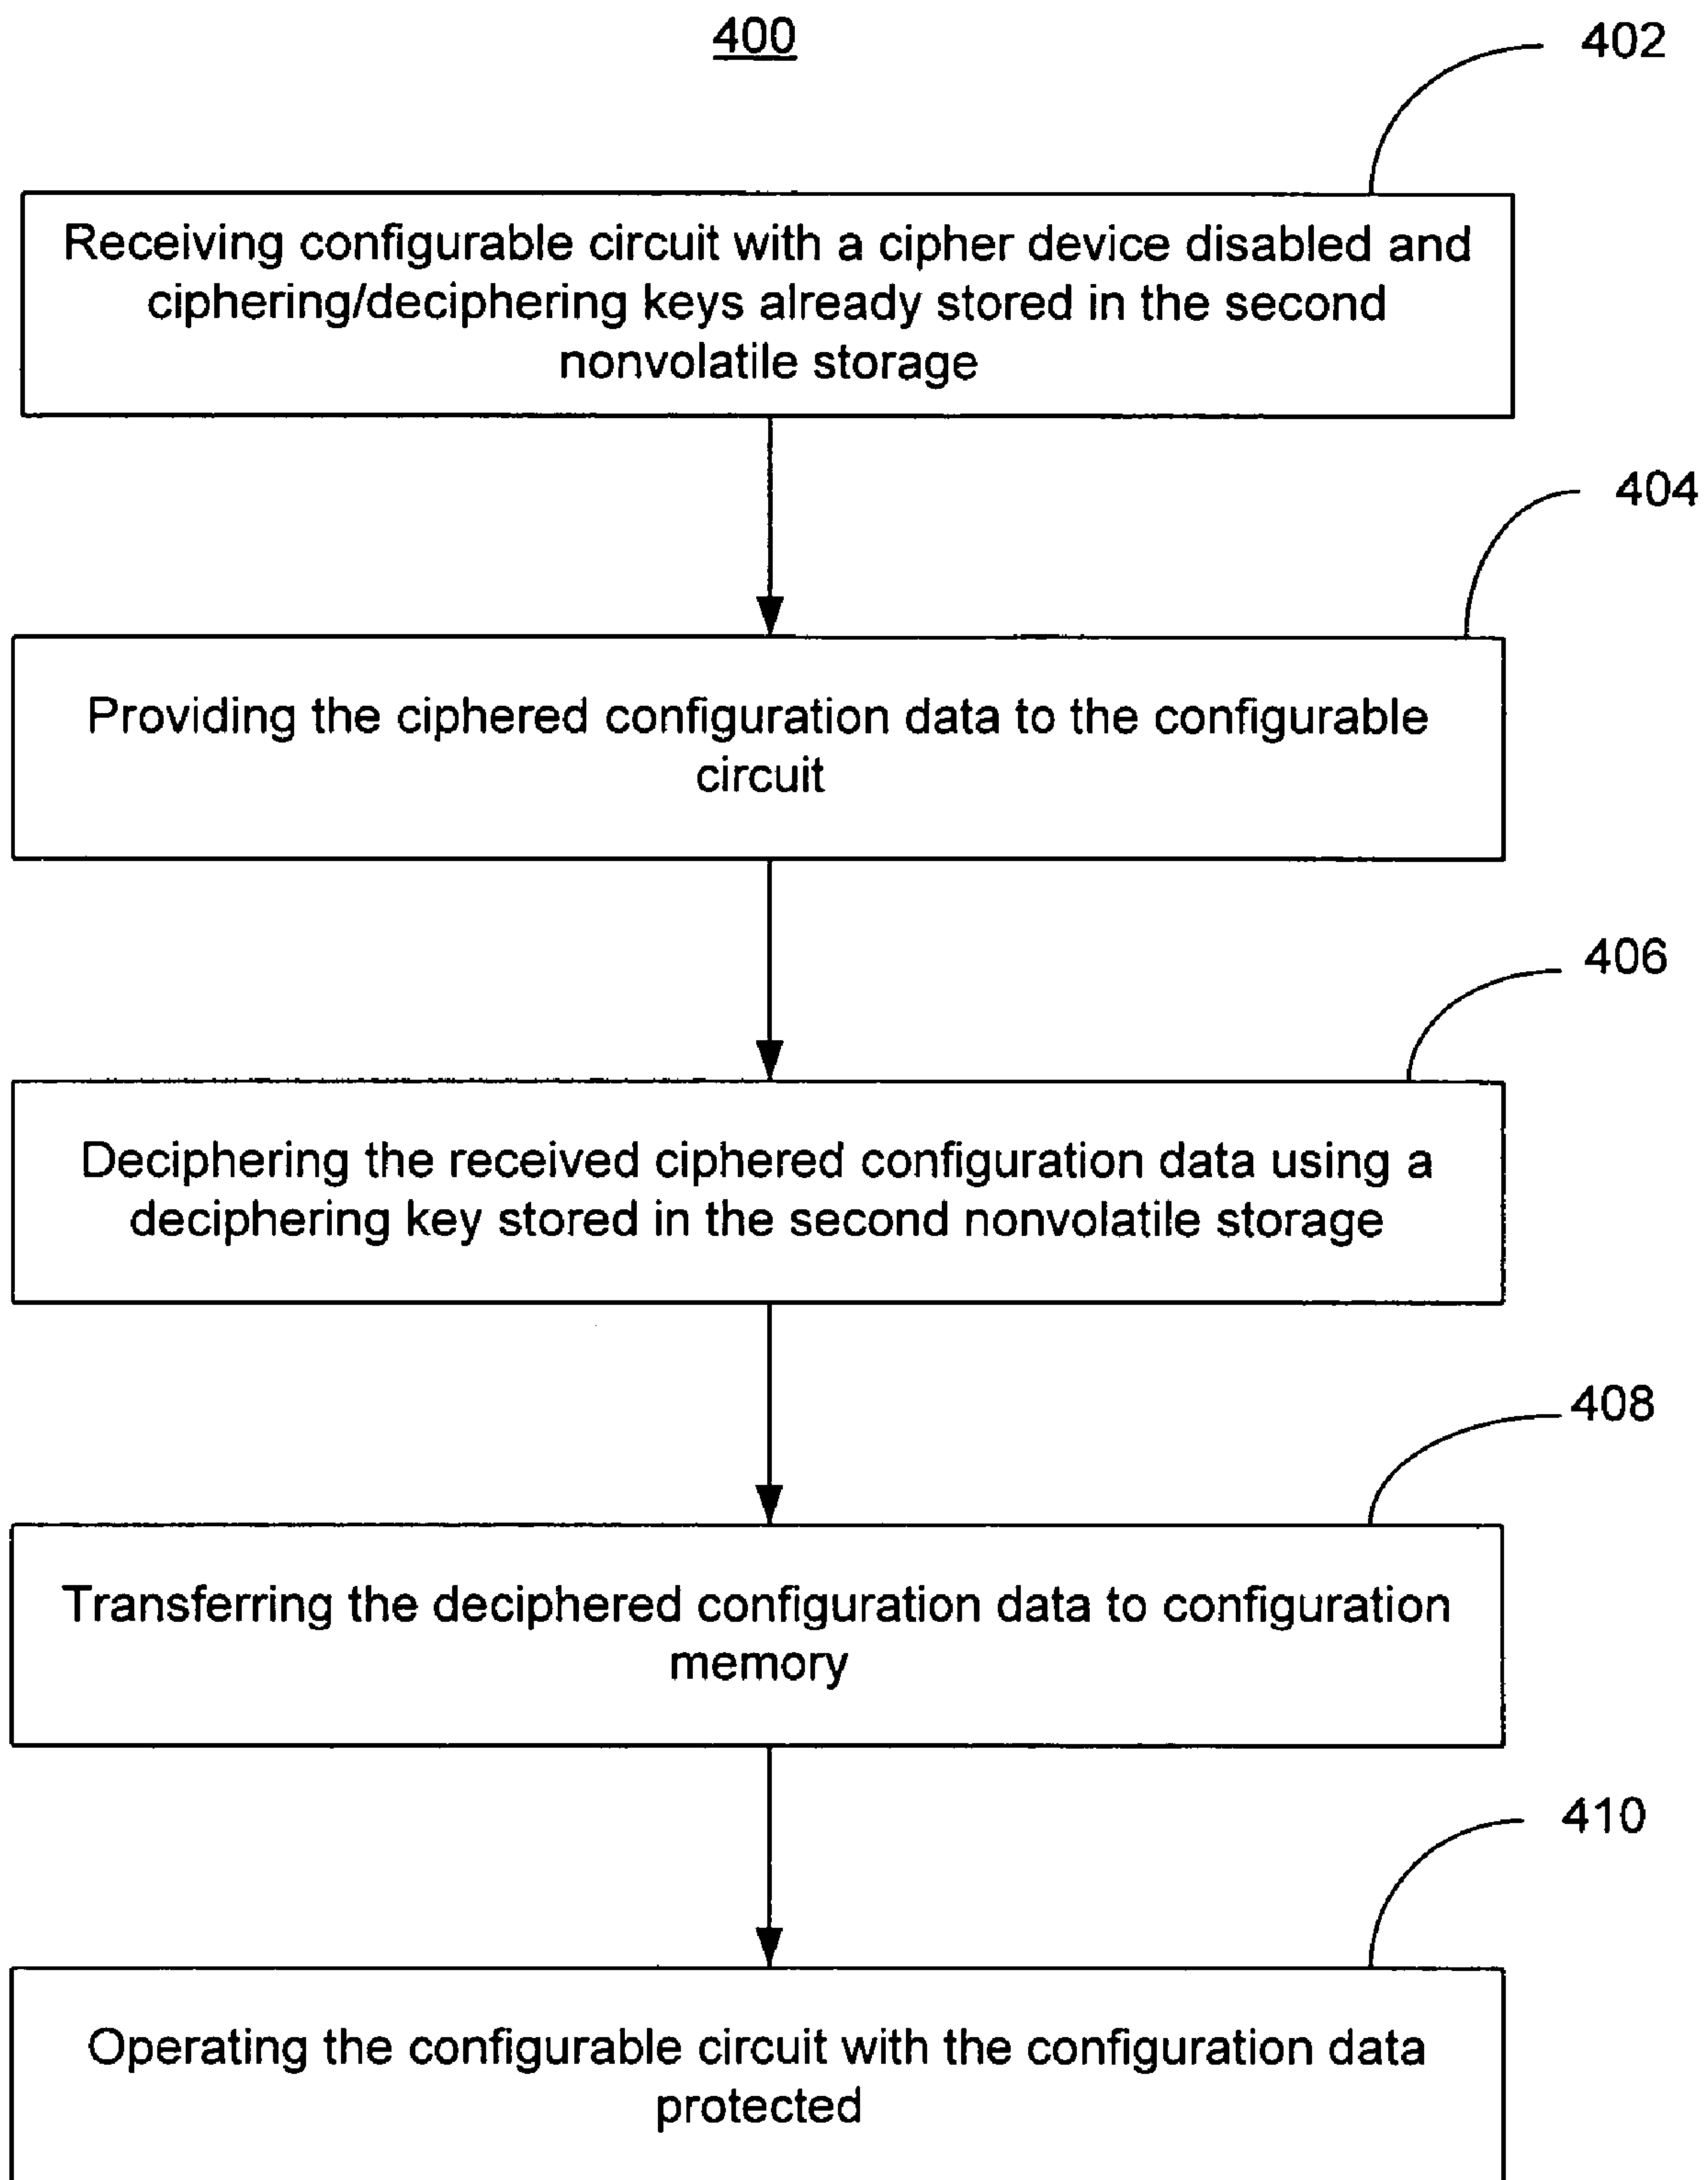 400
402
Receiving configurable circuit with a cipher device disabled and
ciphering/deciphering keys already stored in the second
nonvolatile storage
404
Providing the ciphered configuration data to the configurable
circuit
406
Deciphering the received ciphered configuration data using a
deciphering key stored in the second nonvolatile storage
408
Transferring the deciphered configuration data to configuration
memory
410
Operating the configurable circuit with the configuration data
protected